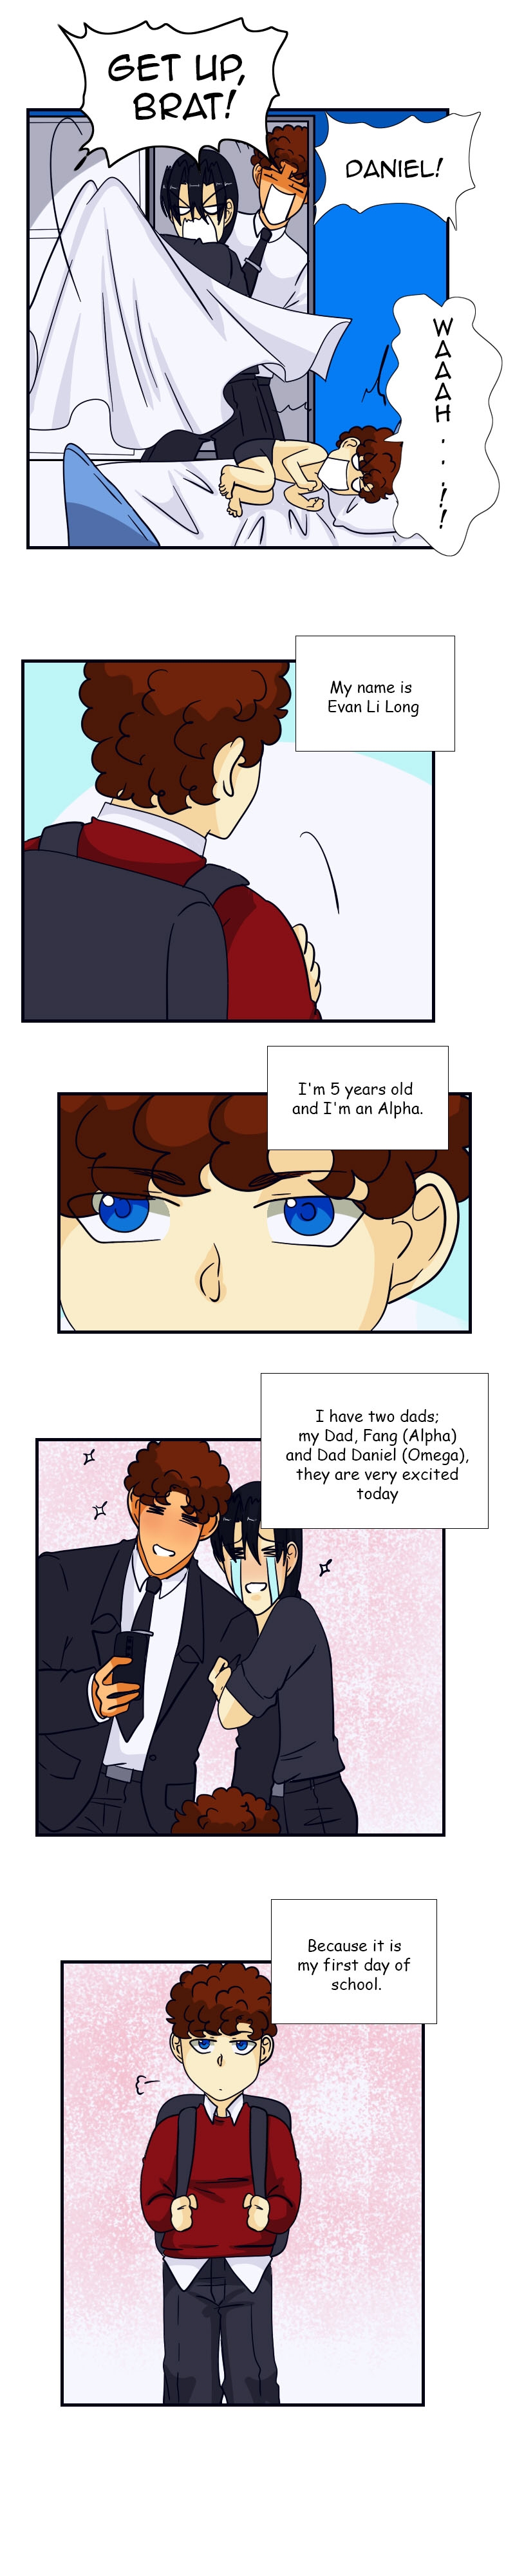 GET UP,
BRAT!
DANIEL!
WAAAH...!!
My name is
Evan Li Long
I'm 5 years old
and I'm an Alpha.
I have two dads;
my Dad, Fang (Alpha)
and Dad Daniel (Omega),
they are very excited
today
Because it is
my first day of
school.